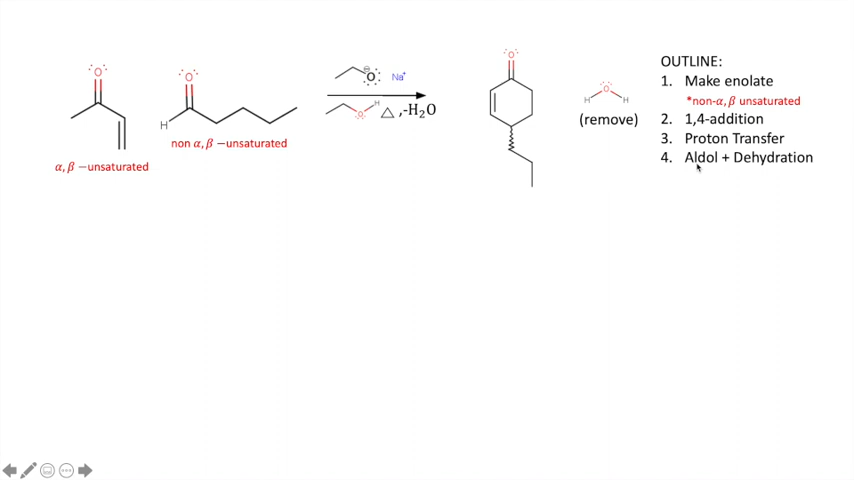 O
α, β −unsaturated
O
H
non α, β −unsaturated
O Na⁺
O H △ ,-H₂O
O
O
H H
(remove)
OUTLINE:
1. Make enolate
*non-α, β unsaturated
2. 1,4-addition
3. Proton Transfer
4. Aldol + Dehydration